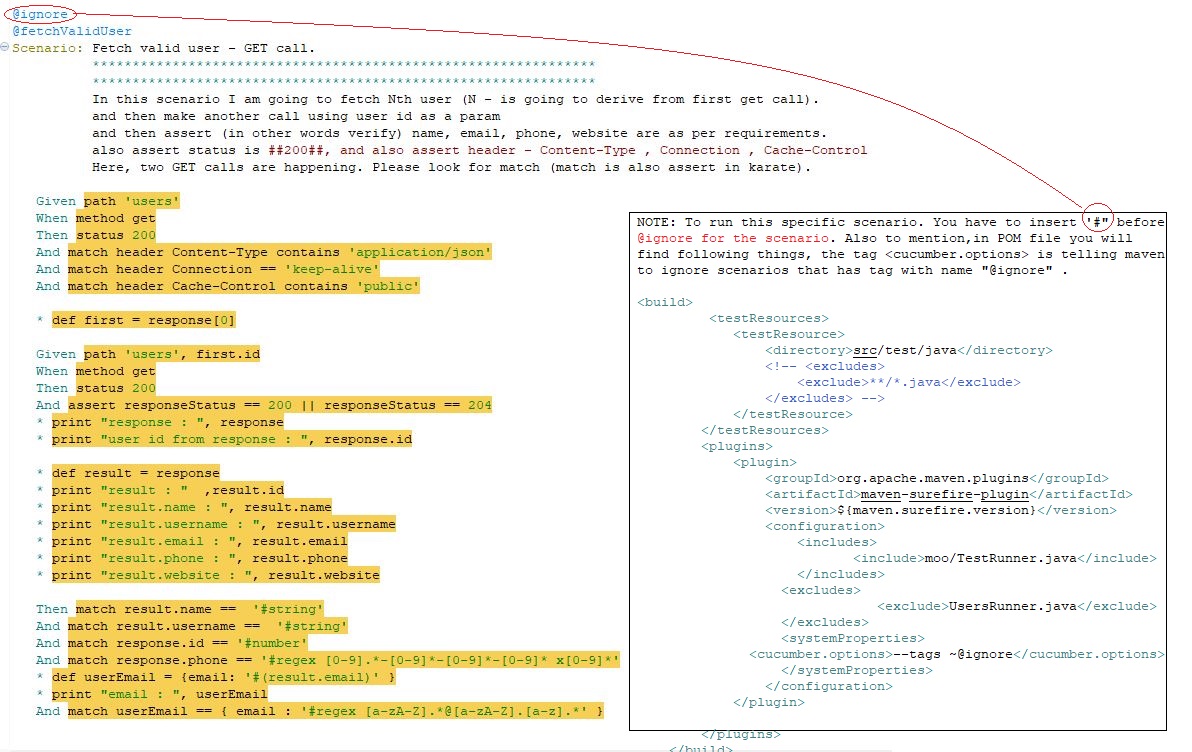 @ignore
@fetchValidUser
Scenario: Fetch valid user - GET call.
***************************************************************
***************************************************************
In this scenario I am going to fetch Nth user (N - is going to derive from first get call).
and then make another call using user id as a param
and then assert (in other words verify) name, email, phone, website are as per requirements.
also assert status is ##200##, and also assert header - Content-Type , Connection , Cache-Control
Here, two GET calls are happening. Please look for match (match is also assert in karate).
Given path 'users'
When method get
Then status 200
And match header Content-Type contains 'application/json'
And match header Connection == 'keep-alive'
And match header Cache-Control contains 'public'
* def first = response[0]
Given path 'users', first.id
When method get
Then status 200
And assert responseStatus == 200 || responseStatus == 204
* print "response : ", response
* print "user id from response : ", response.id
* def result = response
* print "result : "  ,result.id
* print "result.name : ", result.name
* print "result.username : ", result.username
* print "result.email : ", result.email
* print "result.phone : ", result.phone
* print "result.website : ", result.website
Then match result.name ==  '#string'
And match result.username ==  '#string'
And match response.id == '#number'
And match response.phone == '#regex [0-9].*-[0-9]*-[0-9]*-[0-9]* x[0-9]*'
* def userEmail = {email: '#(result.email)' }
* print "email : ", userEmail
And match userEmail == { email : '#regex [a-zA-Z].*@[a-zA-Z].[a-z].*' }
NOTE: To run this specific scenario. You have to insert '#" before
@ignore for the scenario. Also to mention,in POM file you will
find following things, the tag <cucumber.options> is telling maven
to ignore scenarios that has tag with name "@ignore" .
<build>
<testResources>
<testResource>
<directory>src/test/java</directory>
<!-- <excludes>
<exclude>**/*.java</exclude>
</excludes> -->
</testResource>
</testResources>
<plugins>
<plugin>
<groupId>org.apache.maven.plugins</groupId>
<artifactId>maven-surefire-plugin</artifactId>
<version>${maven.surefire.version}</version>
<configuration>
<includes>
<include>moo/TestRunner.java</include>
</includes>
<excludes>
<exclude>UsersRunner.java</exclude>
</excludes>
<systemProperties>
<cucumber.options>--tags ~@ignore</cucumber.options>
</systemProperties>
</configuration>
</plugin>
</plugins>
</build>